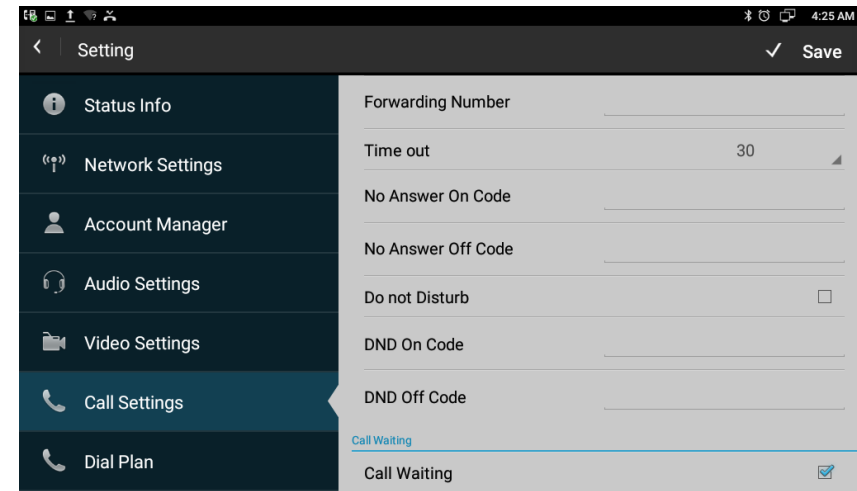 4:25 AM
Setting
Save
Status Info
Network Settings
Account Manager
Audio Settings
Video Settings
Call Settings
Dial Plan
Forwarding Number
Time out 30
No Answer On Code
No Answer Off Code
Do not Disturb
DND On Code
DND Off Code
Call Waiting
Call Waiting